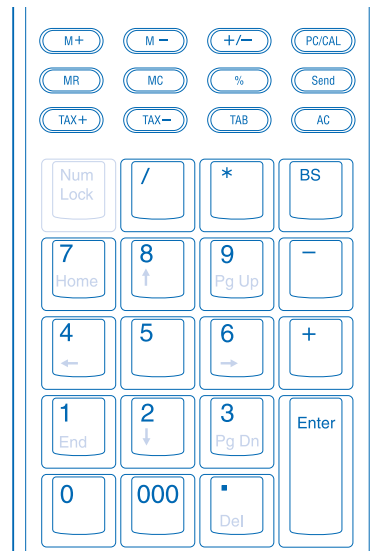 M+ M− +/− PC/CAL
MR MC % Send
TAX+ TAX− TAB AC
Num Lock / * BS
7 8 9 −
Home ↑ Pg Up
4 5 6 +
← →
1 2 3 Enter
End ↓ Pg Dn
0 000 .
Del